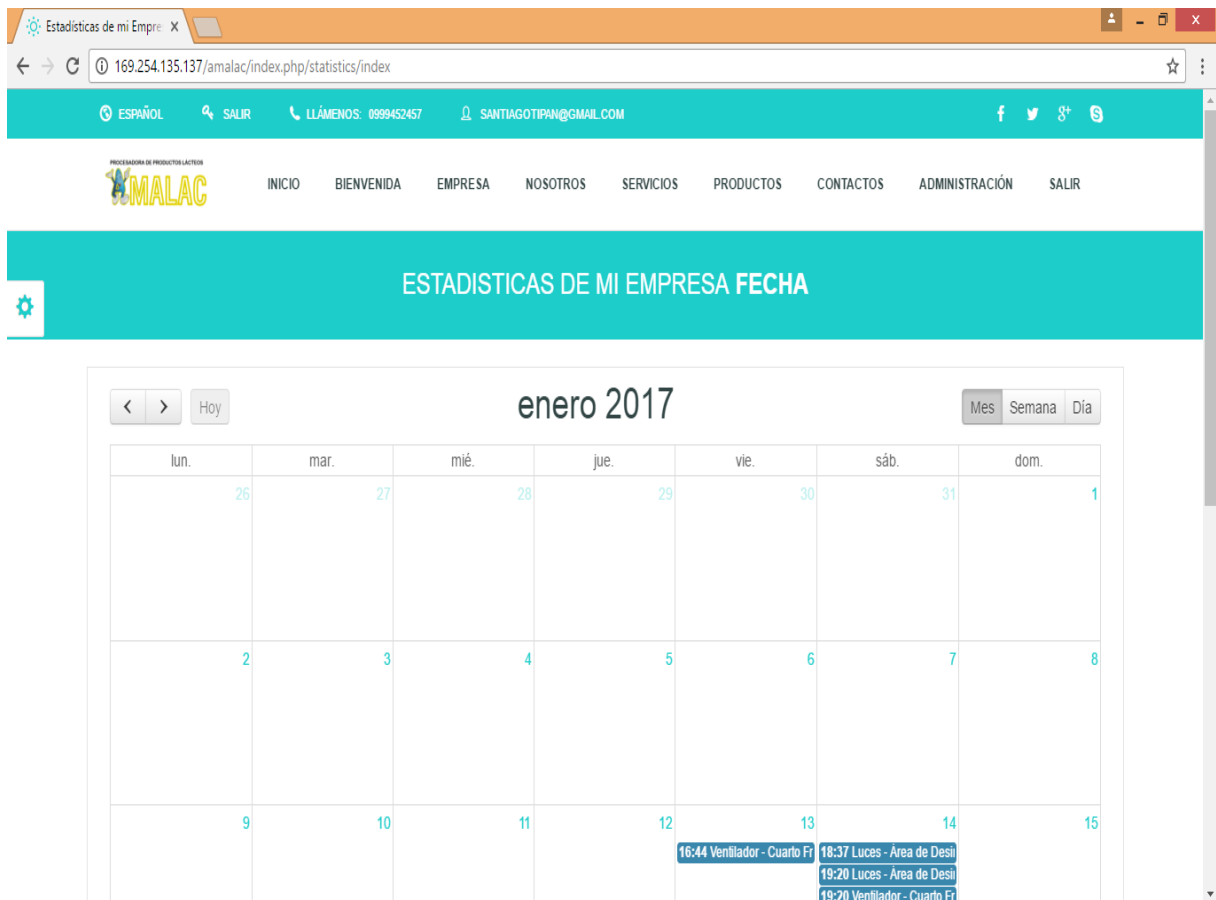 Estadísticas de mi Empre
169.254.135.137/amalac/index.php/statistics/index
ESPAÑOL SALIR LLÁMENOS: 0999452457 SANTIAGOTIPAN@GMAIL.COM
PROCESADORA DE PRODUCTOS LÁCTEOS
AMALAC
INICIO BIENVENIDA EMPRESA NOSOTROS SERVICIOS PRODUCTOS CONTACTOS ADMINISTRACIÓN SALIR
ESTADISTICAS DE MI EMPRESA FECHA
Hoy enero 2017 Mes Semana Día
lun. mar. mié. jue. vie. sáb. dom.
26 27 28 29 30 31 1
2 3 4 5 6 7 8
9 10 11 12 13 14 15
16:44 Ventilador - Cuarto Fr 18:37 Luces - Área de Desi
19:20 Luces - Área de Desi
19:20 Ventilador - Cuarto Fr